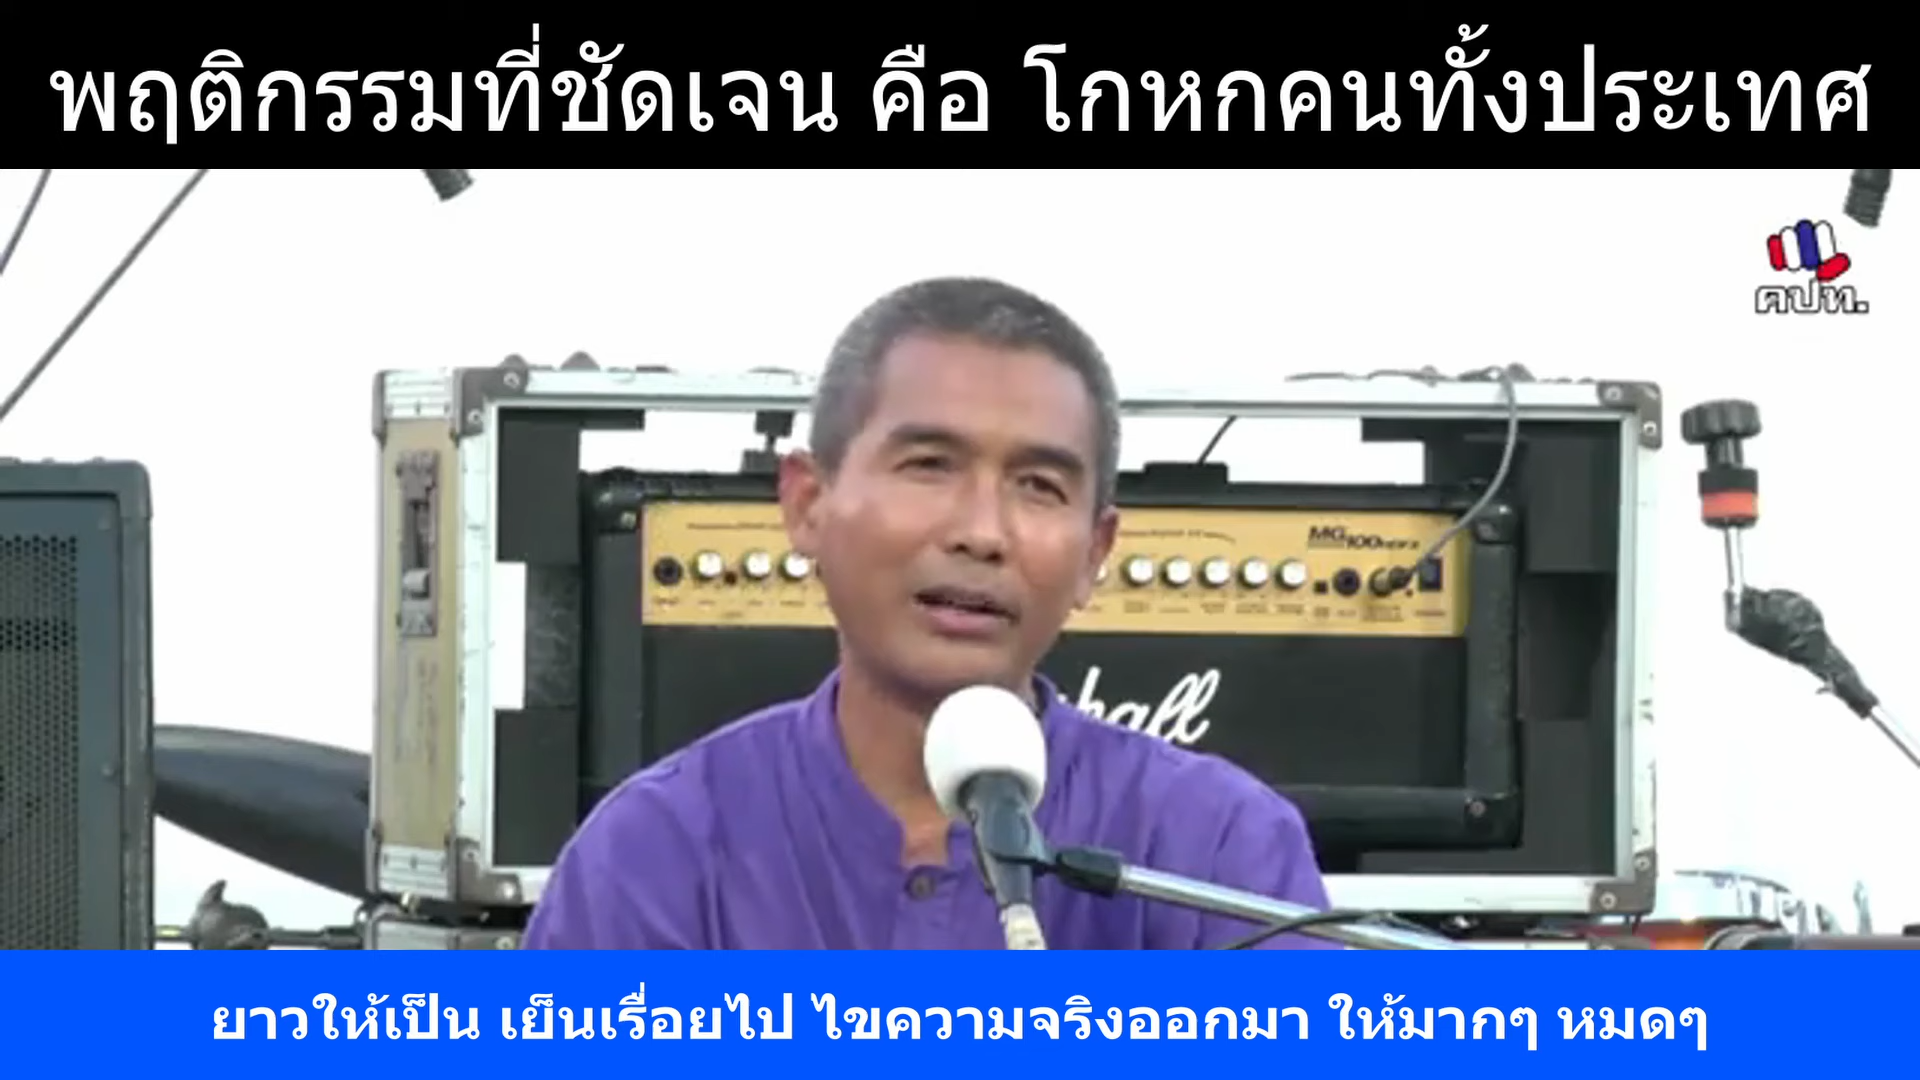 พฤติกรรมที่ชัดเจน คือ โกหกคนทั้งประเทศ
คปท.
MG100HDFX
ยาวให้เป็น เย็นเรื่อยไป ไขความจริงออกมา ให้มากๆ หมดๆ